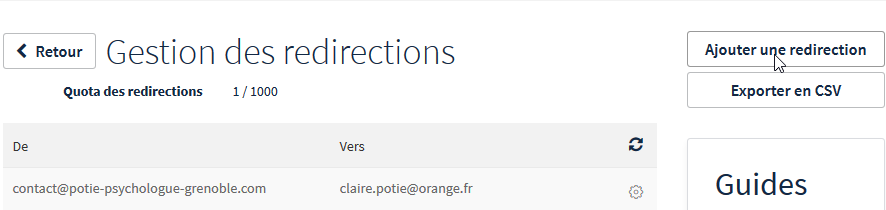 Retour
Gestion des redirections
Quota des redirections 1 / 1000
Ajouter une redirection
Exporter en CSV
De Vers
contact@potie-psychologue-grenoble.com claire.potie@orange.fr
Guides